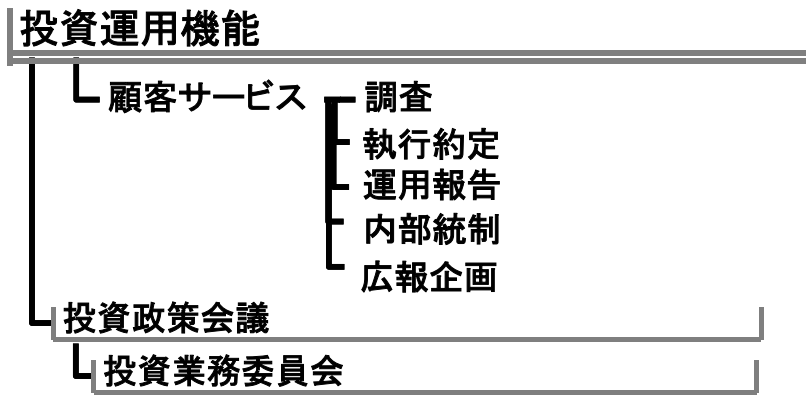 投資運用機能
顧客サービス 調査
執行約定
運用報告
内部統制
広報企画
投資政策会議
投資業務委員会